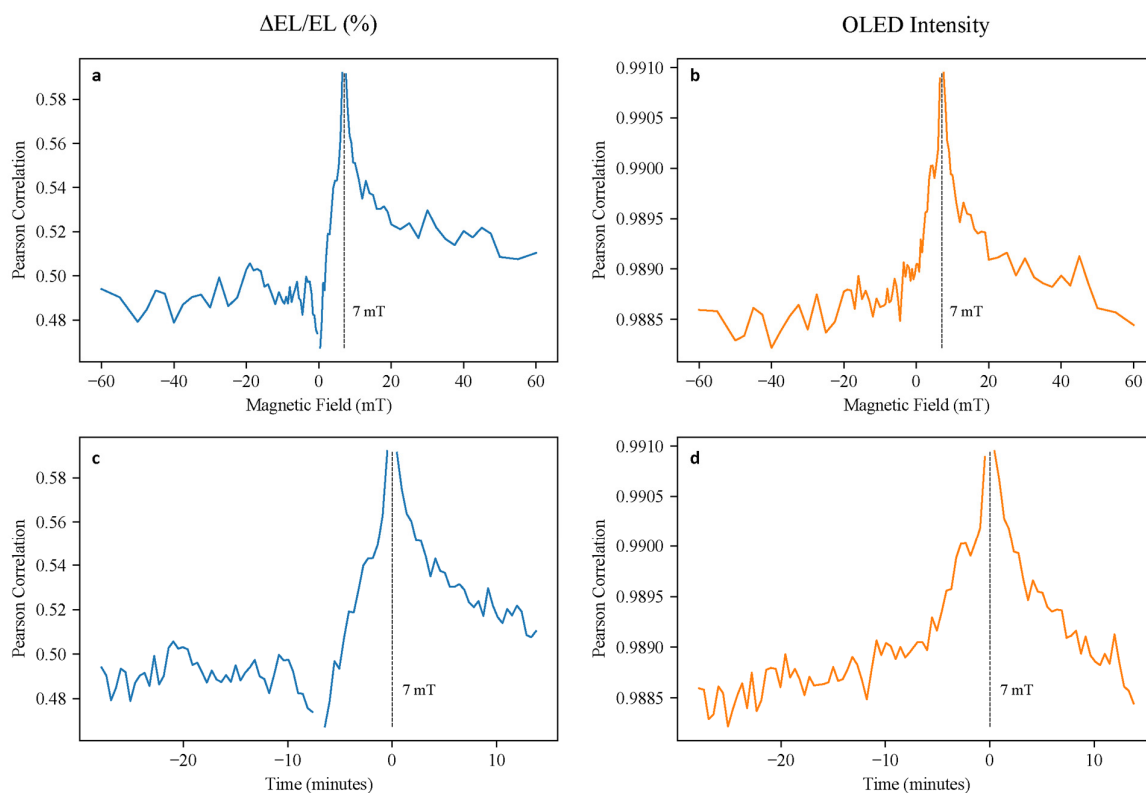 ΔEL/EL (%)
OLED Intensity
a
0.58
0.56
0.54
0.52
0.50
0.48
Pearson Correlation
7 mT
−60
−40
−20
0
20
40
60
Magnetic Field (mT)
b
0.9910
0.9905
0.9900
0.9895
0.9890
0.9885
Pearson Correlation
7 mT
−60
−40
−20
0
20
40
60
Magnetic Field (mT)
c
0.58
0.56
0.54
0.52
0.50
0.48
Pearson Correlation
7 mT
−20
−10
0
10
Time (minutes)
d
0.9910
0.9905
0.9900
0.9895
0.9890
0.9885
Pearson Correlation
7 mT
−20
−10
0
10
Time (minutes)